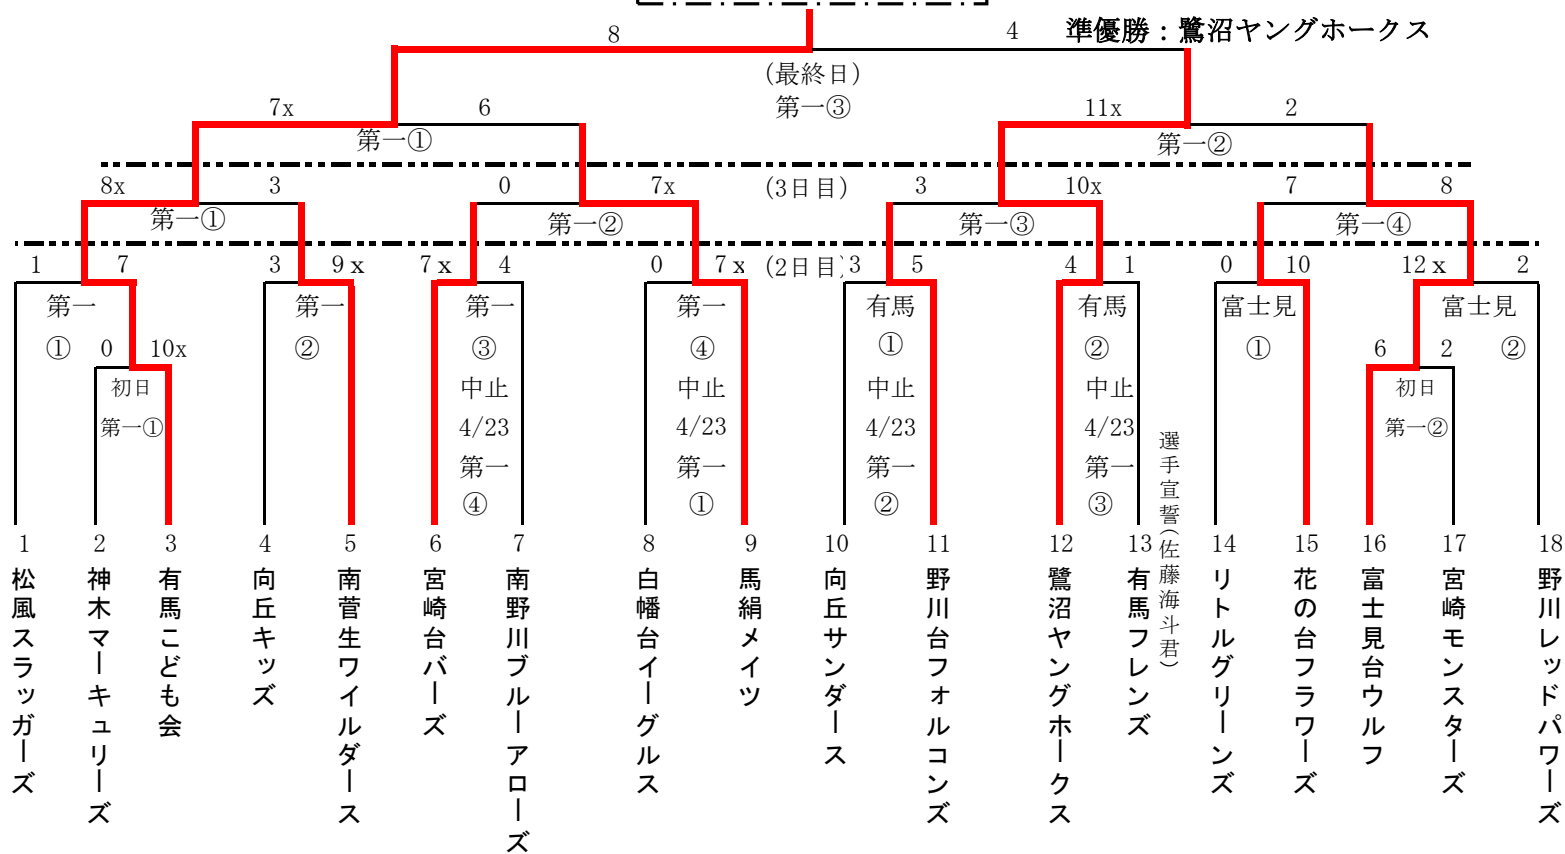 8 4 準優勝：鷺沼ヤングホークス
(最終日)
第一③
7x 6 11x 2
第一① 第一②
8x 3 0 7x (3日目) 3 10x 7 8
第一① 第一② 第一③ 第一④
1 7 3 9x 7x 4 0 7x (2日目) 3 5 4 1 0 10 12x 2
第一 第一 第一 第一 有馬 有馬 富士見 富士見
① ② ③ ④ ① ② ① ②
0 10x 6 2
初日 中止 中止 中止 中止 初日
第一① 4/23 4/23 4/23 4/23 第一②
第一 第一 第一 第一
④ ① ② ③
選手宣誓(佐藤海斗君)
1 2 3 4 5 6 7 8 9 10 11 12 13 14 15 16 17 18
松風スラッガーズ
神木マーキュリーズ
有馬こども会
向丘キッズ
南菅生ワイルダース
宮崎台バーズ
南野川ブルーアローズ
白幡台イーグルス
馬絹メイツ
向丘サンダース
野川台フォルコンズ
鷺沼ヤングホークス
有馬フレンズ
リトルグリーンズ
花の台フラワーズ
富士見台ウルフ
宮崎モンスターズ
野川レッドパワーズ